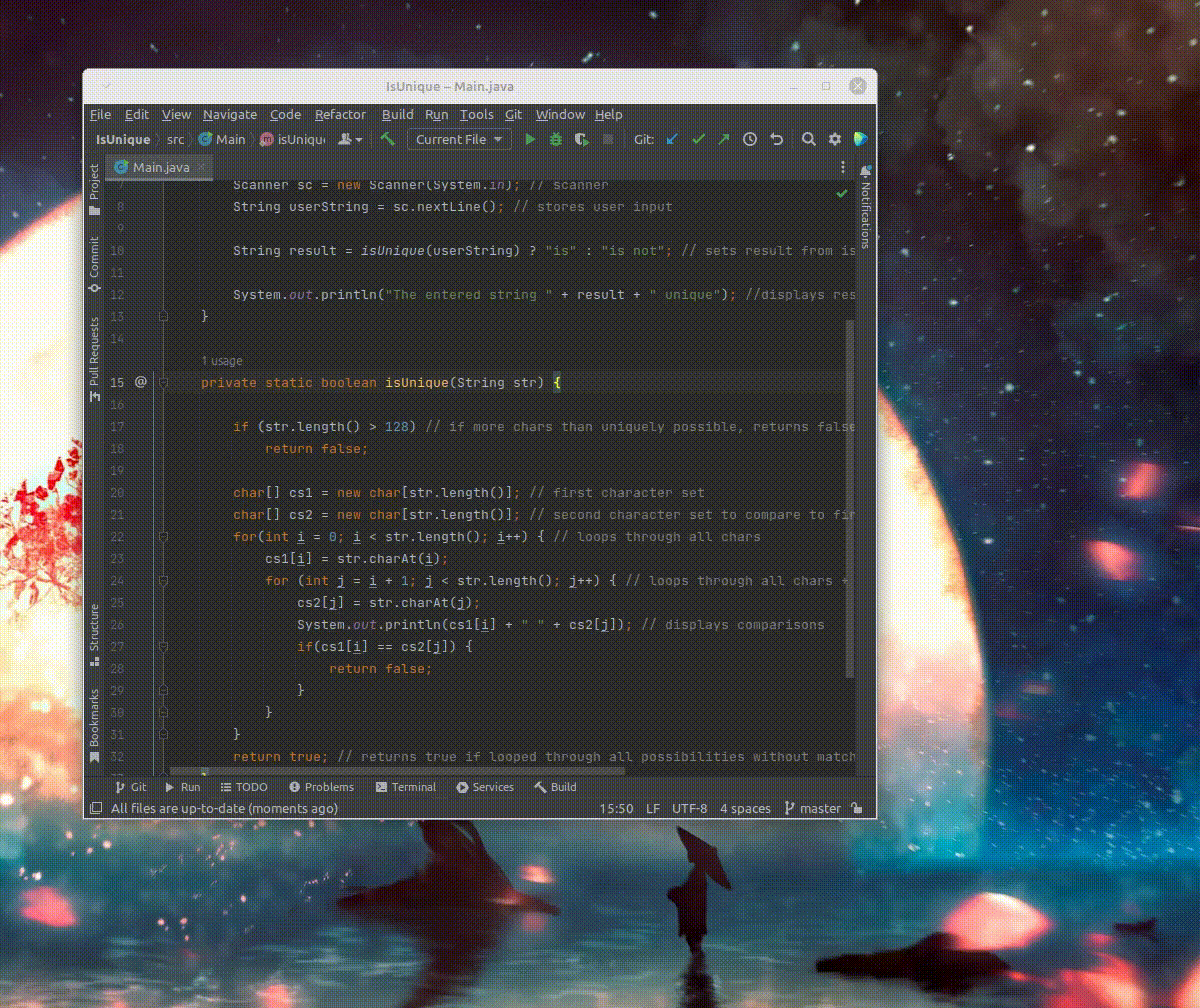 IsUnique – Main.java
File Edit View Navigate Code Refactor Build Run Tools Git Window Help
IsUnique src Main isUnique Current File Git:
Main.java
Project
Commit
Pull Requests
Structure
Bookmarks
Notifications
7 Scanner sc = new Scanner(System.in); // scanner
8 String userString = sc.nextLine(); // stores user input
9
10 String result = isUnique(userString) ? "is" : "is not"; // sets result from is
11
12 System.out.println("The entered string " + result + " unique"); //displays res
13 }
14
1 usage
15 @ private static boolean isUnique(String str) {
16
17 if (str.length() > 128) // if more chars than uniquely possible, returns false
18 return false;
19
20 char[] cs1 = new char[str.length()]; // first character set
21 char[] cs2 = new char[str.length()]; // second character set to compare to fir
22 for(int i = 0; i < str.length(); i++) { // loops through all chars
23 cs1[i] = str.charAt(i);
24 for (int j = i + 1; j < str.length(); j++) { // loops through all chars +
25 cs2[j] = str.charAt(j);
26 System.out.println(cs1[i] + " " + cs2[j]); // displays comparisons
27 if(cs1[i] == cs2[j]) {
28 return false;
29 }
30 }
31 }
32 return true; // returns true if looped through all possibilities without match
Git Run TODO Problems Terminal Services Build
All files are up-to-date (moments ago) 15:50 LF UTF-8 4 spaces master